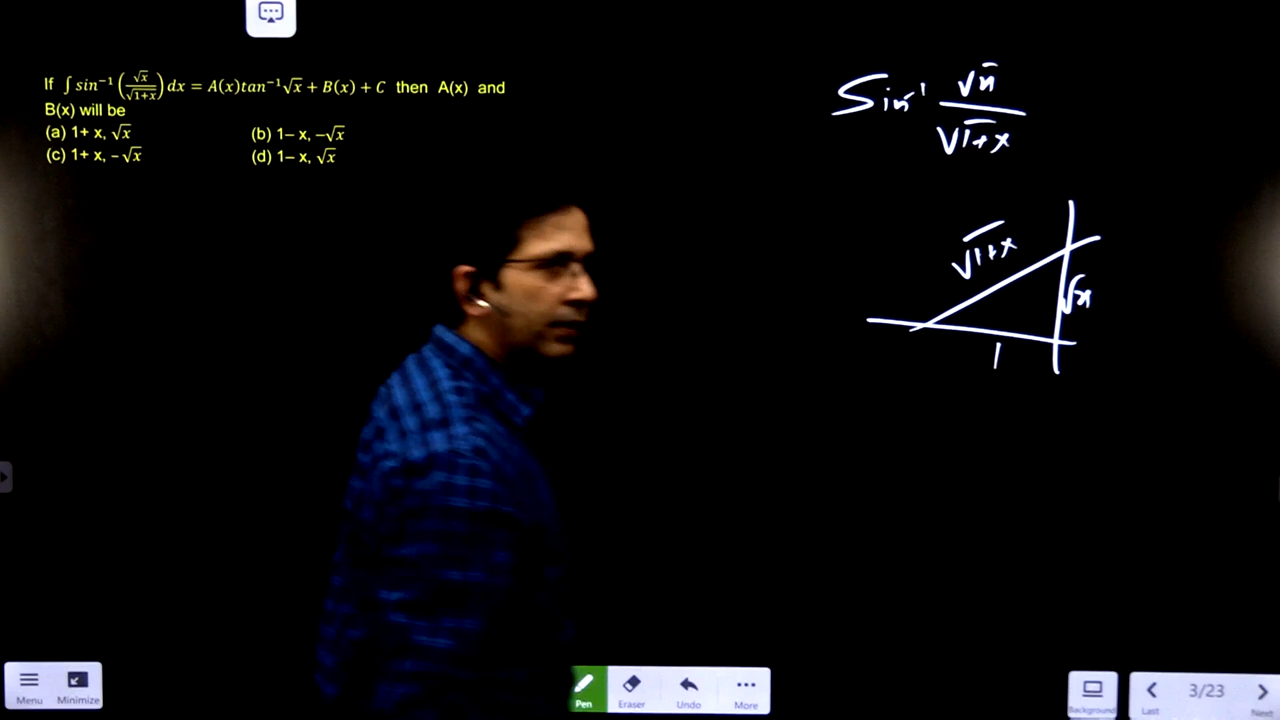 If ∫ sin⁻¹ (√x/√1+x) dx = A(x)tan⁻¹√x + B(x) + C then A(x) and
B(x) will be
(a) 1+ x, √x (b) 1– x, –√x
(c) 1+ x, –√x (d) 1– x, √x
Sin⁻¹ √x/√1+x
√1+x
√x
1
Menu Minimize Pen Eraser Undo More Background Last 3/23 Next